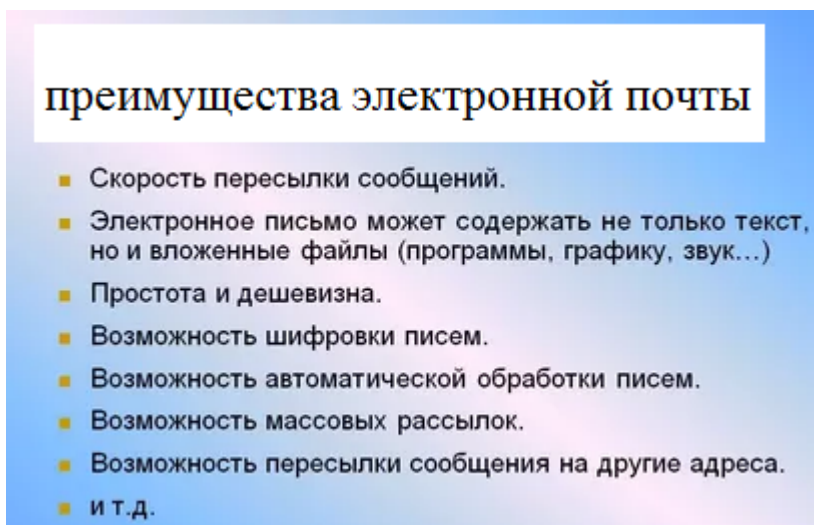 преимущества электронной почты
Скорость пересылки сообщений.
Электронное письмо может содержать не только текст,
но и вложенные файлы (программы, графику, звук...)
Простота и дешевизна.
Возможность шифровки писем.
Возможность автоматической обработки писем.
Возможность массовых рассылок.
Возможность пересылки сообщения на другие адреса.
и т.д.